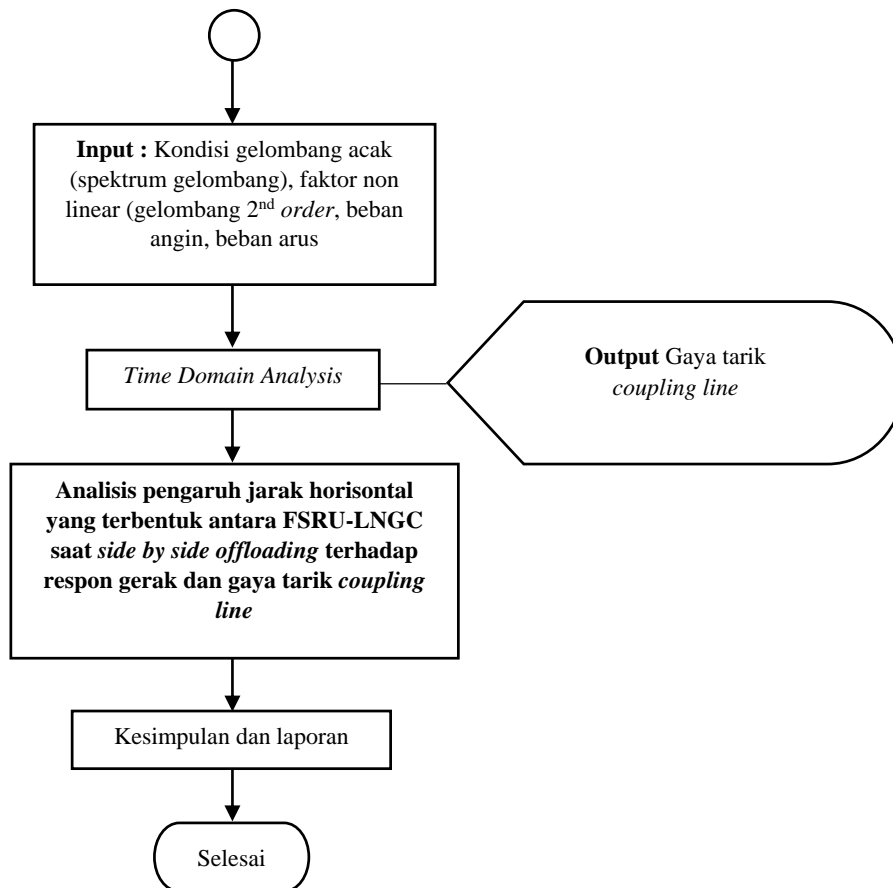 Input : Kondisi gelombang acak
(spektrum gelombang), faktor non
linear (gelombang 2nd order, beban
angin, beban arus
Time Domain Analysis
Output Gaya tarik
coupling line
Analisis pengaruh jarak horisontal
yang terbentuk antara FSRU-LNGC
saat side by side offloading terhadap
respon gerak dan gaya tarik coupling
line
Kesimpulan dan laporan
Selesai